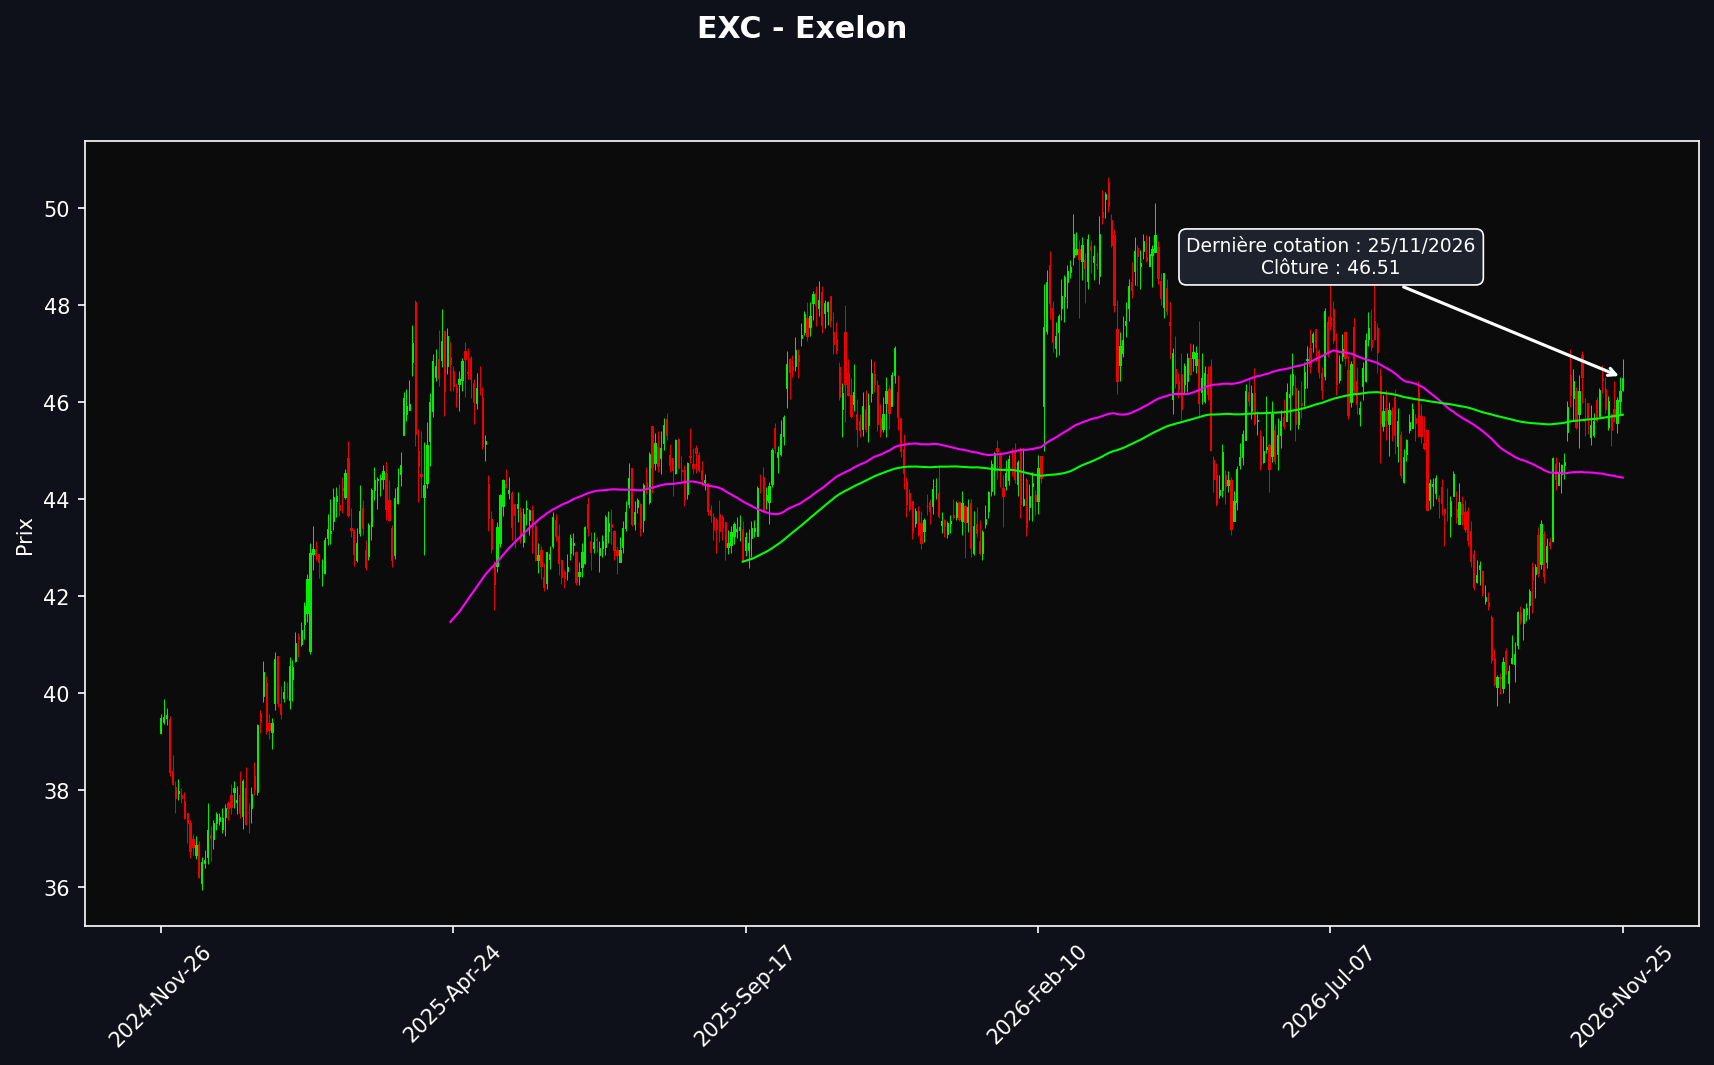 EXC - Exelon
Dernière cotation : 25/11/2026
Clôture : 46.51
Prix
50
48
46
44
42
40
38
36
2024-Nov-26
2025-Apr-24
2025-Sep-17
2026-Feb-10
2026-Jul-07
2026-Nov-25